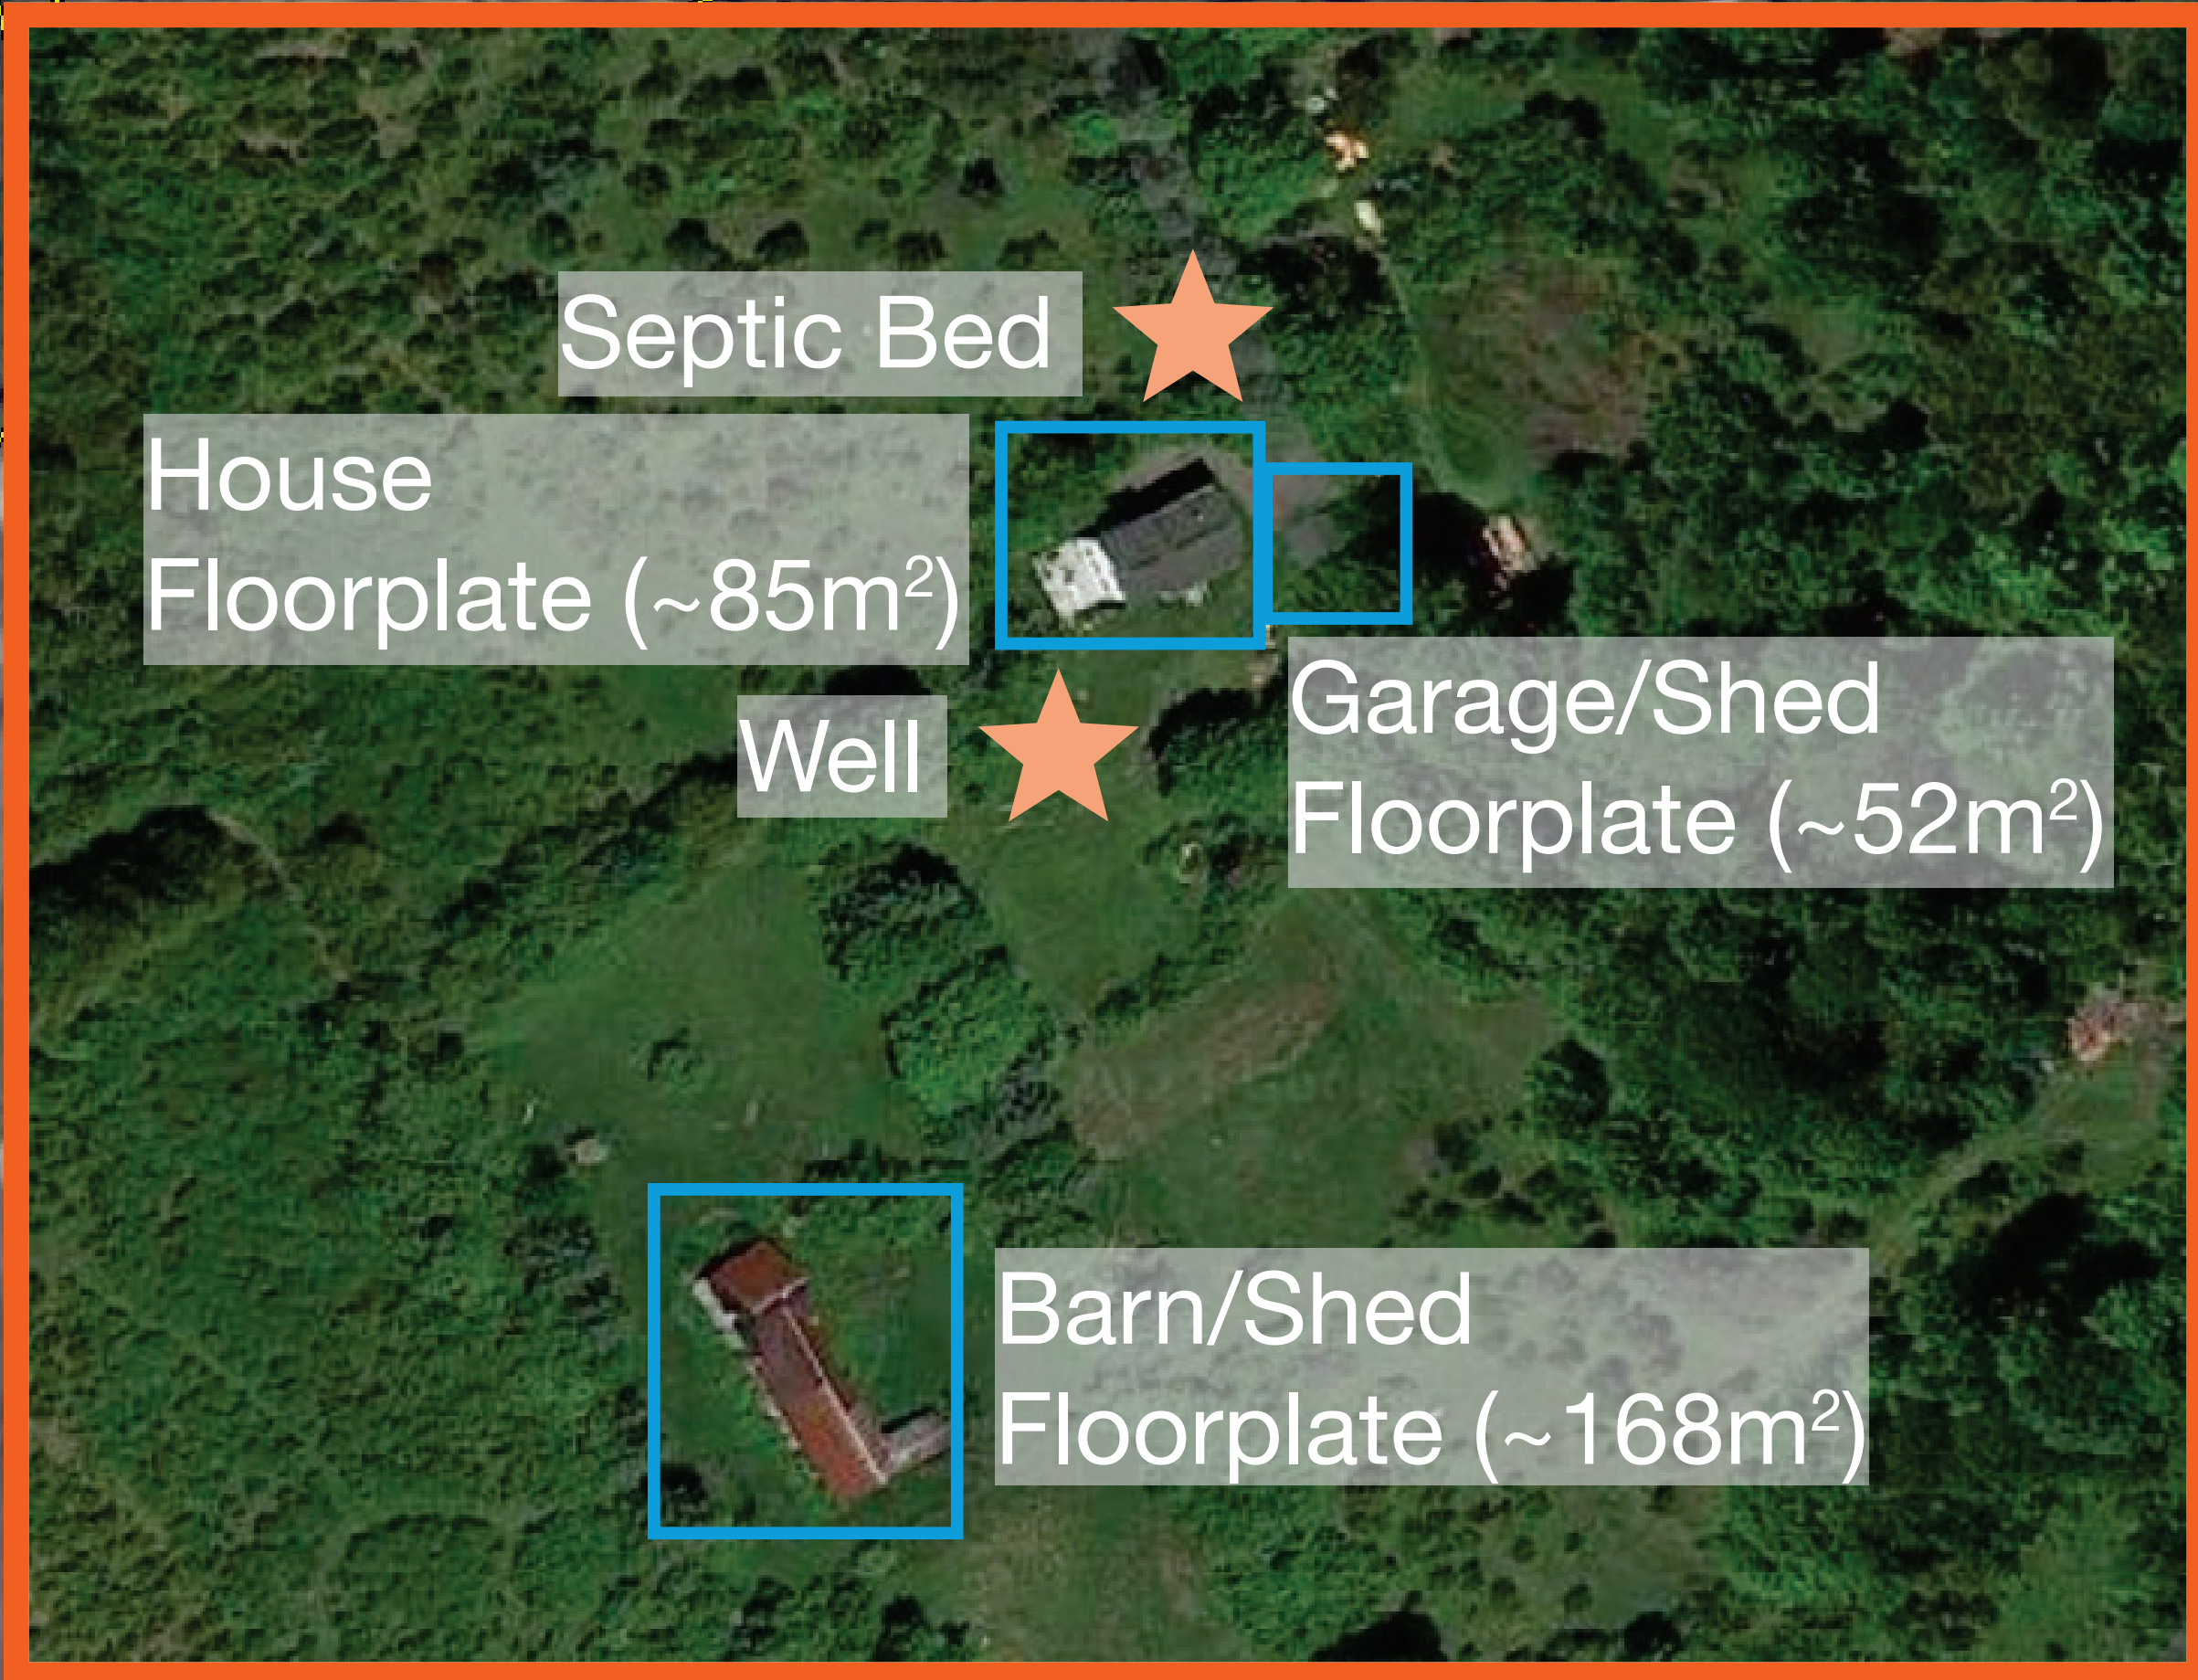 Septic Bed
House
Floorplate (~85m²)
Well
Garage/Shed
Floorplate (~52m²)
Barn/Shed
Floorplate (~168m²)